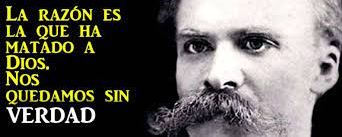 La razón es
la que ha
matado a
Dios.
Nos
quedamos sin
VERDAD